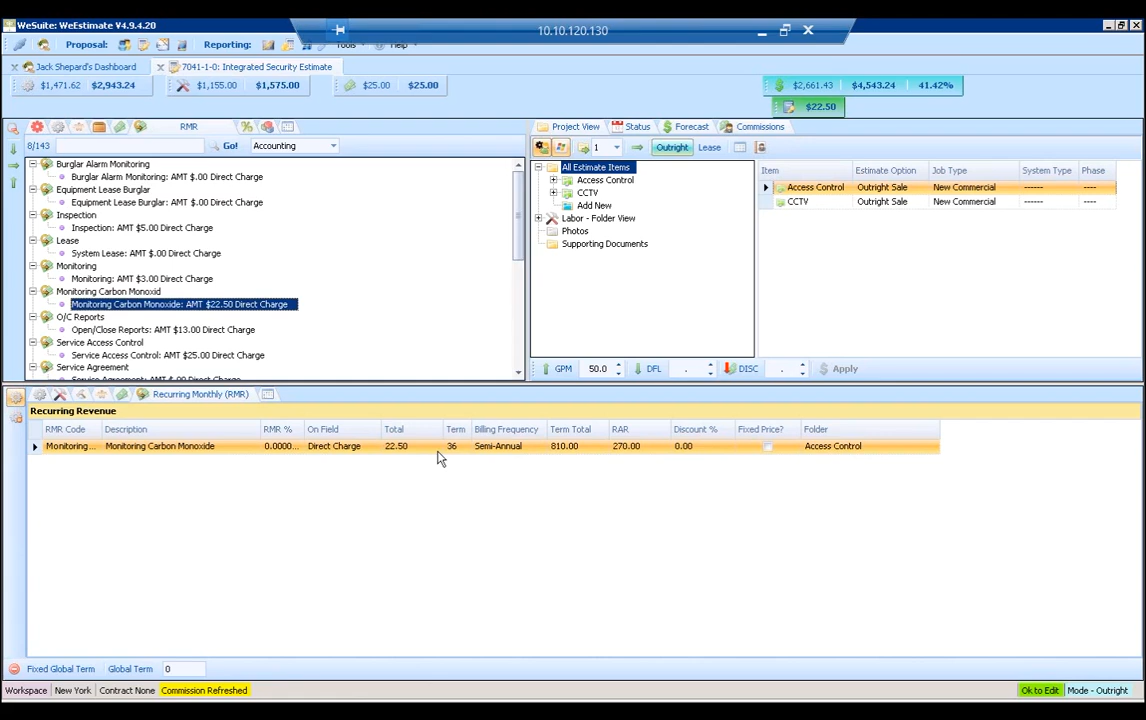 WeSuite: WeEstimate V4.9.4.20
10.10.120.130
Proposal: Reporting: Tools Help
Jack Shepard's Dashboard 7041-1-0: Integrated Security Estimate
$1,471.62 $2,943.24 $1,155.00 $1,575.00 $25.00 $25.00 $2,661.43 $4,543.24 41.42%
$22.50
RMR
8/143 Go! Accounting
Burglar Alarm Monitoring
Burglar Alarm Monitoring: AMT $.00 Direct Charge
Equipment Lease Burglar
Equipment Lease Burglar: AMT $.00 Direct Charge
Inspection
Inspection: AMT $5.00 Direct Charge
Lease
System Lease: AMT $.00 Direct Charge
Monitoring
Monitoring: AMT $3.00 Direct Charge
Monitoring Carbon Monoxid
Monitoring Carbon Monoxide: AMT $22.50 Direct Charge
O/C Reports
Open/Close Reports: AMT $13.00 Direct Charge
Service Access Control
Service Access Control: AMT $25.00 Direct Charge
Service Agreement
Service Agreement: AMT $.00 Direct Charge
Project View Status Forecast Commissions
1 Outright Lease
All Estimate Items
Access Control
CCTV
Add New
Labor - Folder View
Photos
Supporting Documents
Item Estimate Option Job Type System Type Phase
Access Control Outright Sale New Commercial ------ ----
CCTV Outright Sale New Commercial ------ ----
GPM 50.0 DFL . DISC . Apply
Recurring Monthly (RMR)
Recurring Revenue
RMR Code Description RMR % On Field Total Term Billing Frequency Term Total RAR Discount % Fixed Price? Folder
Monitoring... Monitoring Carbon Monoxide 0.0000... Direct Charge 22.50 36 Semi-Annual 810.00 270.00 0.00 Access Control
Fixed Global Term Global Term 0
Workspace New York Contract None Commission Refreshed Ok to Edit Mode - Outright